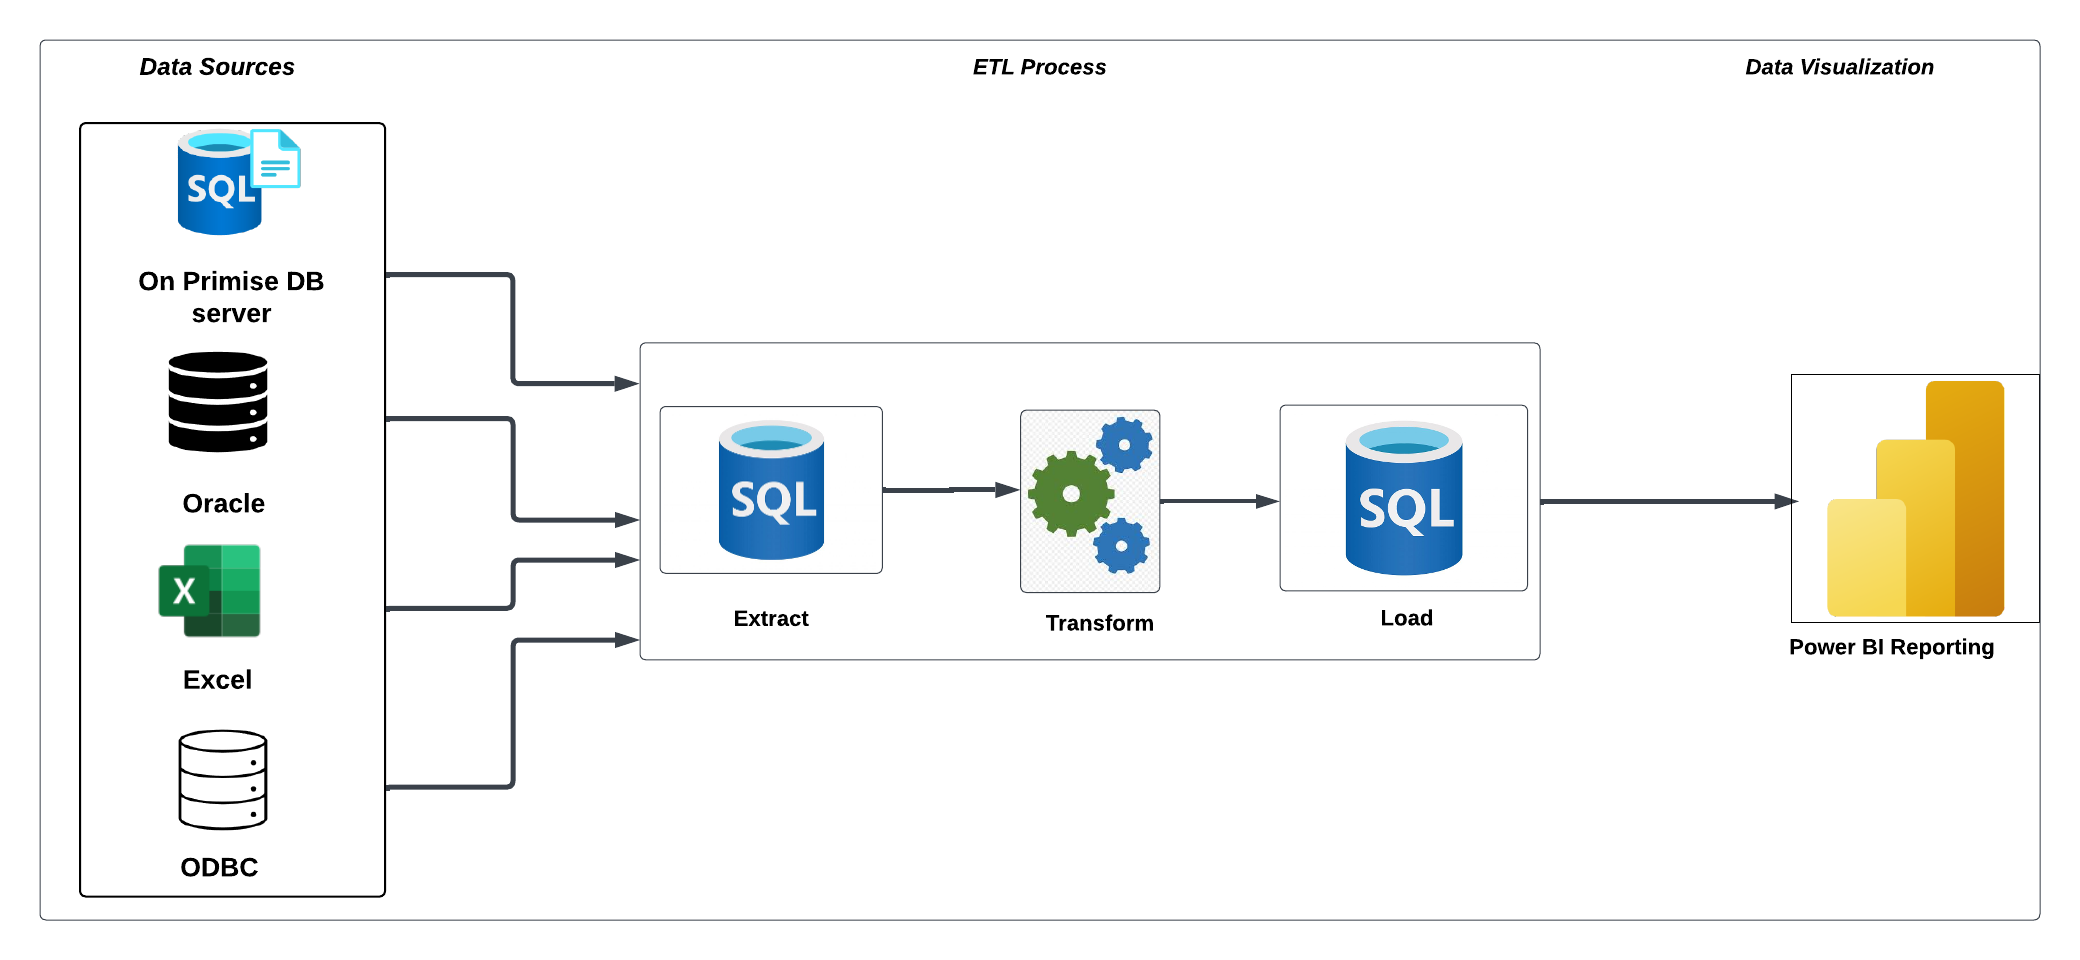 Data Sources
ETL Process
Data Visualization
SQL
On Primise DB
server
Oracle
X
Excel
ODBC
SQL
Extract
Transform
SQL
Load
Power BI Reporting